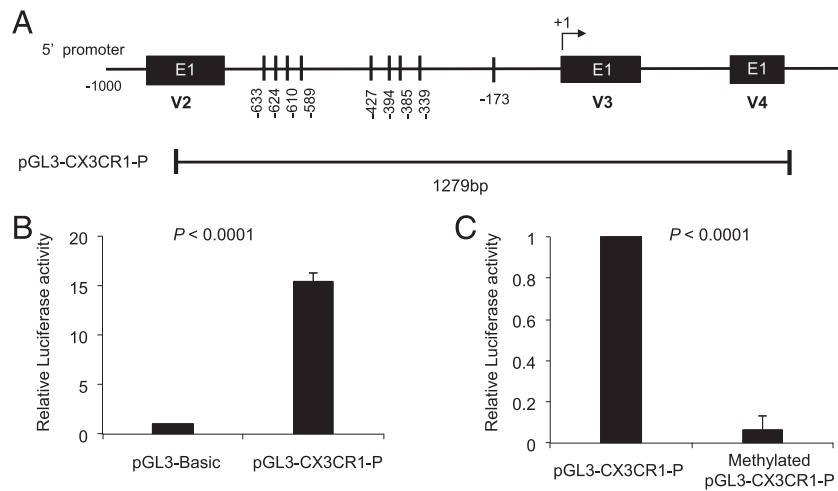 A
5' promoter
+1
E1
E1
E1
-1000
V2
-633
-624
-610
-589
-427
-394
-385
-339
-173
V3
V4
pGL3-CX3CR1-P
1279bp
B
P < 0.0001
Relative Luciferase activity
20
15
10
5
0
pGL3-Basic
pGL3-CX3CR1-P
C
P < 0.0001
Relative Luciferase activity
1
0.8
0.6
0.4
0.2
0
pGL3-CX3CR1-P
Methylated
pGL3-CX3CR1-P